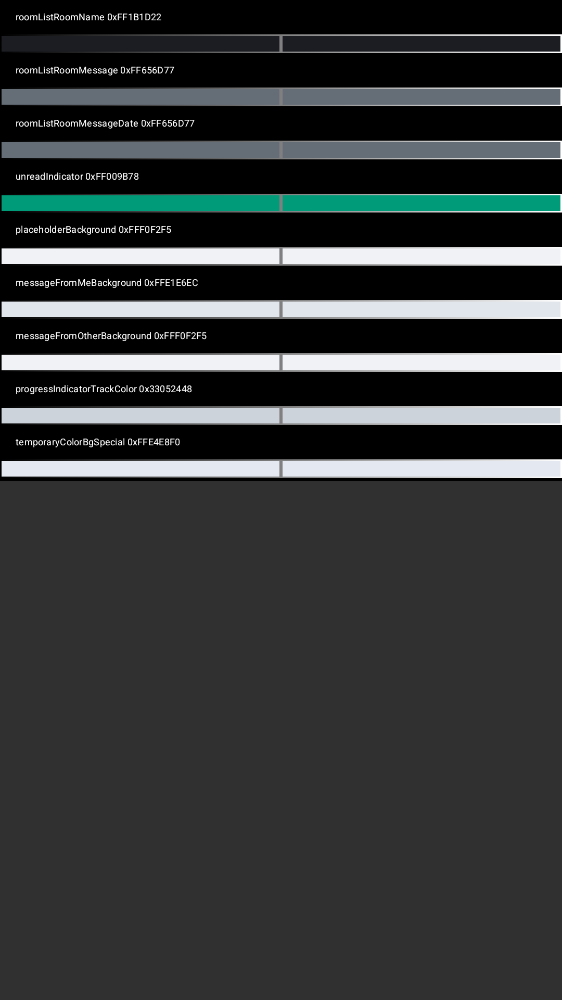 roomListRoomName 0xFF1B1D22
roomListRoomMessage 0xFF656D77
roomListRoomMessageDate 0xFF656D77
unreadIndicator 0xFF009B78
placeholderBackground 0xFFF0F2F5
messageFromMeBackground 0xFFE1E6EC
messageFromOtherBackground 0xFFF0F2F5
progressIndicatorTrackColor 0x33052448
temporaryColorBgSpecial 0xFFE4E8F0